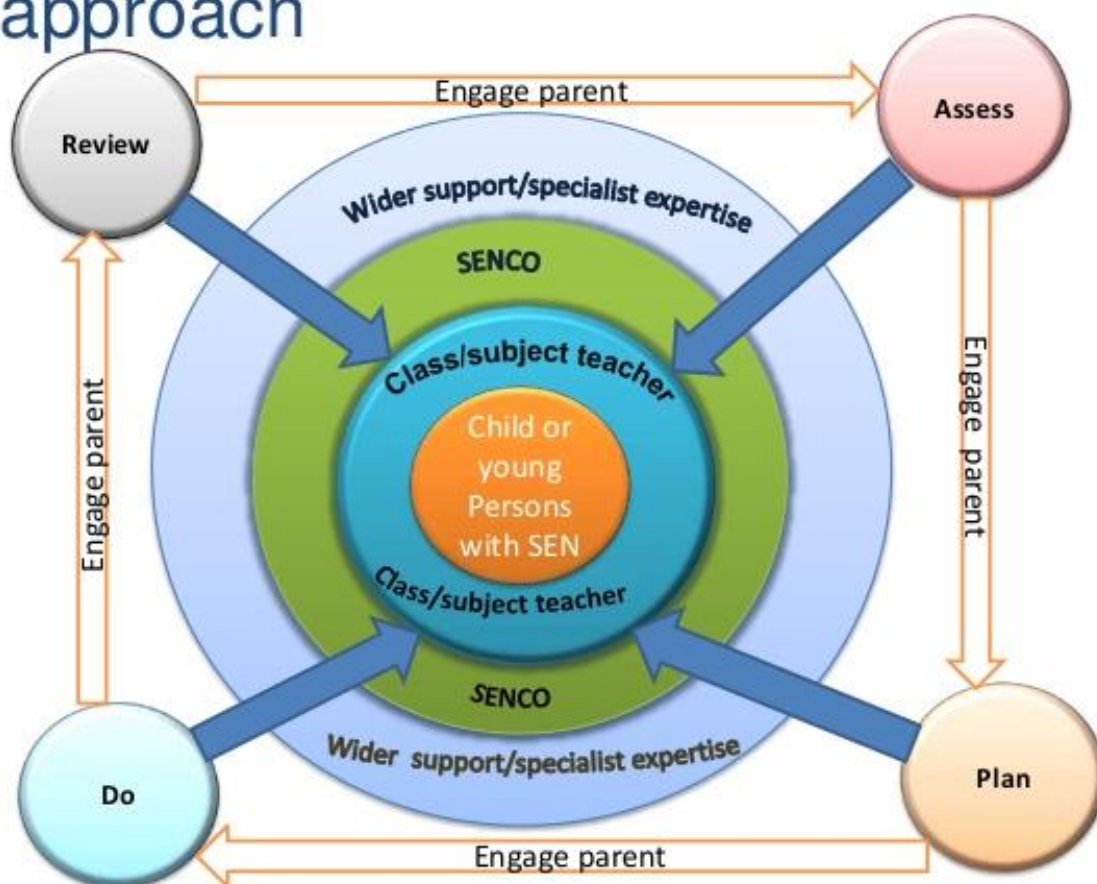 approach
Engage parent
Review
Assess
Wider support/specialist expertise
SENCO
Class/subject teacher
Child or
young
Persons
with SEN
Class/subject teacher
SENCO
Wider support/specialist expertise
Engage parent
Engage parent
Do
Plan
Engage parent